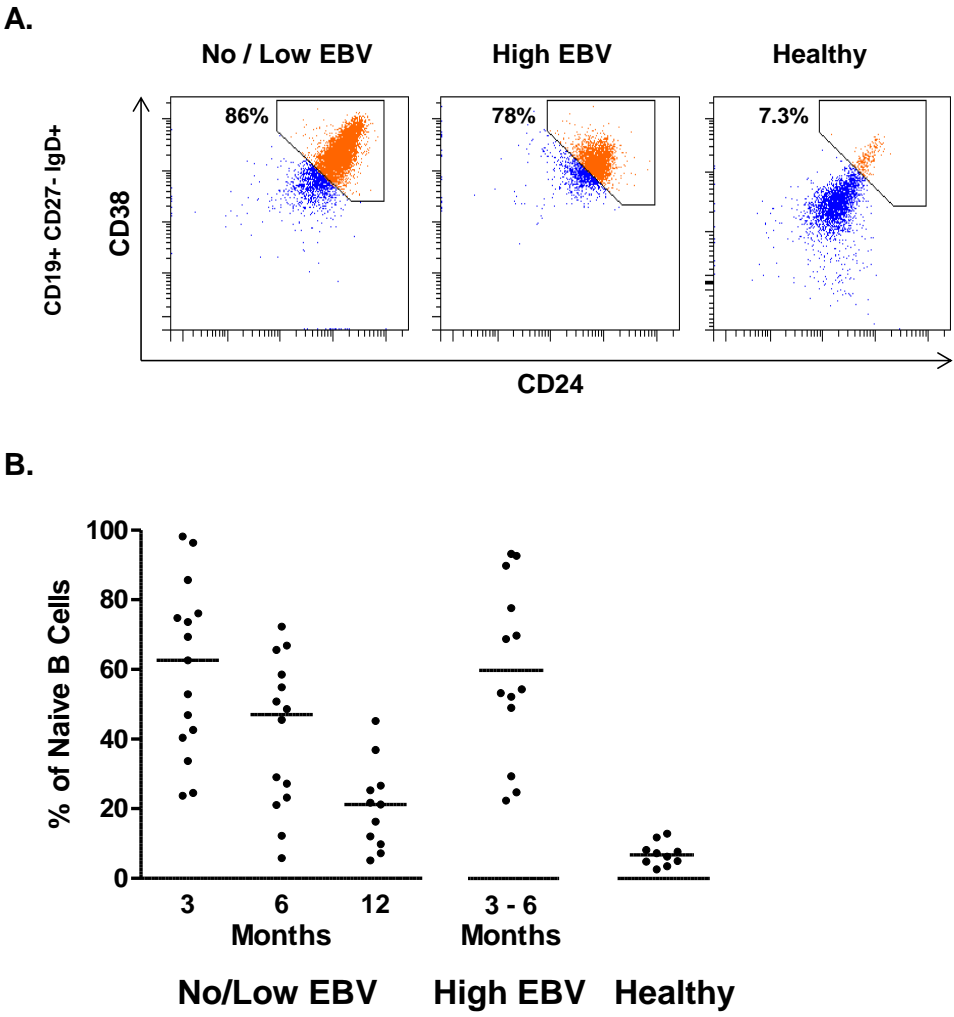 A.
No / Low EBV
High EBV
Healthy
86%
78%
7.3%
CD19+ CD27- IgD+
CD38
CD24
B.
% of Naive B Cells
100
80
60
40
20
0
3
6
12
3 - 6
Months
Months
No/Low EBV
High EBV
Healthy